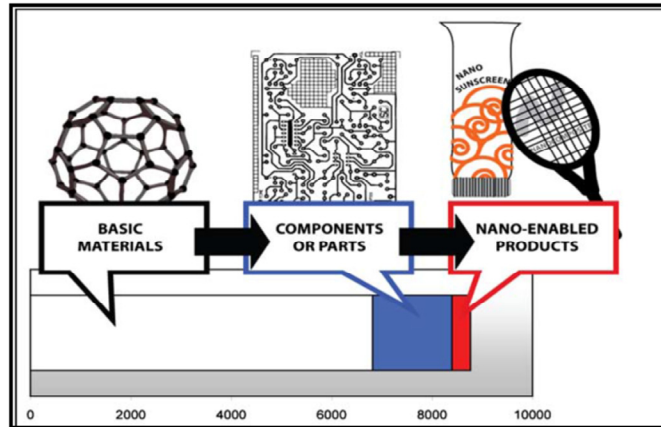 NANO
SUNSCREEN
BASIC
MATERIALS
COMPONENTS
OR PARTS
NANO-ENABLED
PRODUCTS
0 2000 4000 6000 8000 10000